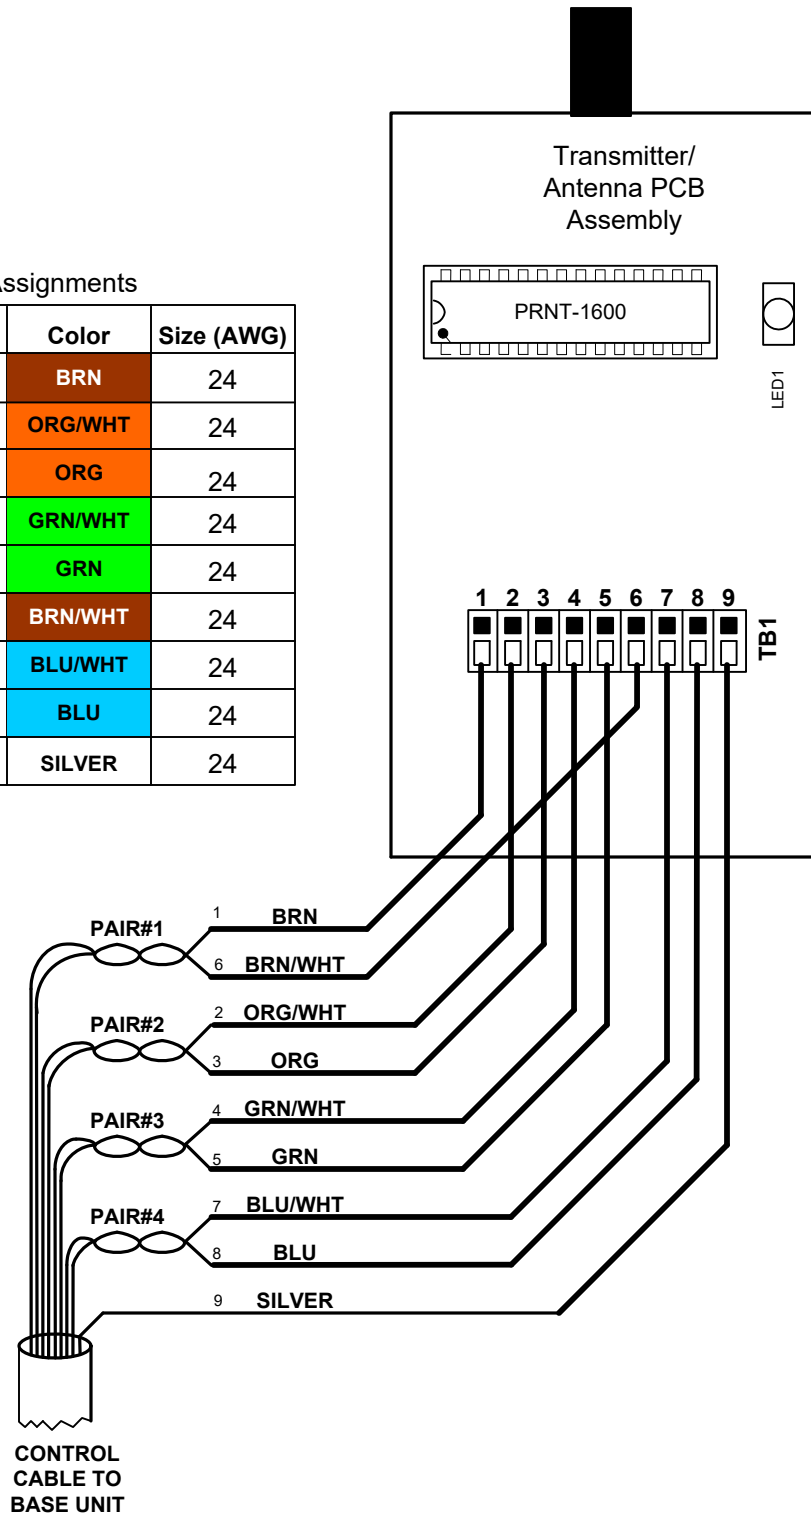 Transmitter/
Antenna PCB
Assembly
PRNT-1600
LED1
Assignments
Color Size (AWG)
BRN 24
ORG/WHT 24
ORG 24
GRN/WHT 24
GRN 24
BRN/WHT 24
BLU/WHT 24
BLU 24
SILVER 24
1 2 3 4 5 6 7 8 9
TB1
PAIR#1
1 BRN
6 BRN/WHT
PAIR#2
2 ORG/WHT
3 ORG
PAIR#3
4 GRN/WHT
5 GRN
PAIR#4
7 BLU/WHT
8 BLU
9 SILVER
CONTROL
CABLE TO
BASE UNIT